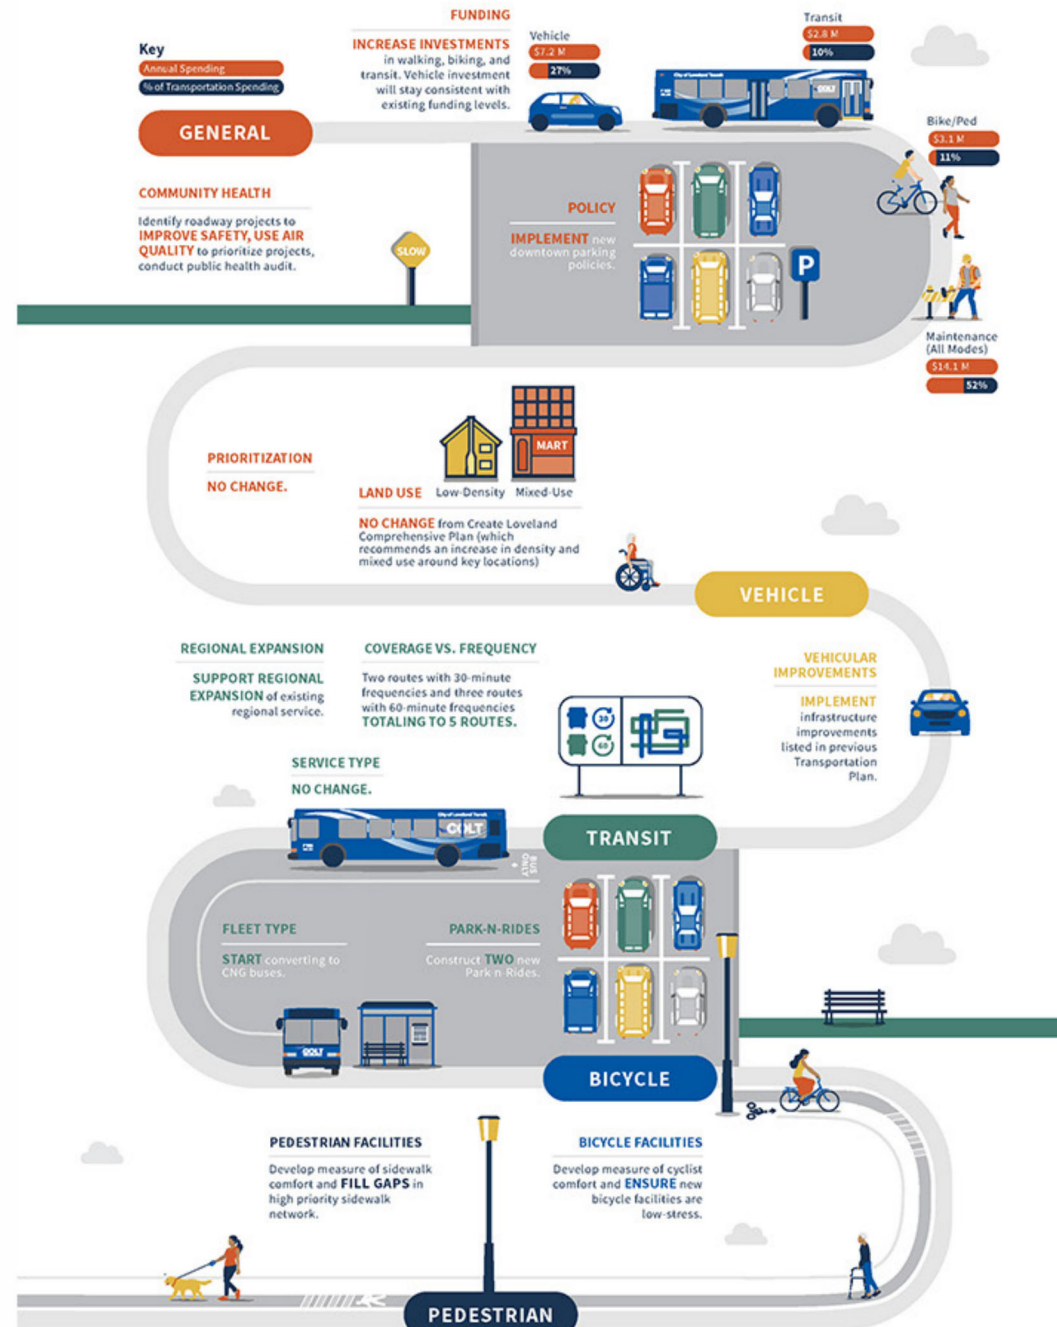 FUNDING
INCREASE INVESTMENTS
in walking, biking, and
transit. Vehicle investment
will stay consistent with
existing funding levels.
Key
Annual Spending
% of Transportation Spending
Vehicle
$7.2 M
27%
Transit
$2.8 M
10%
City of Loveland Transit
COLT
GENERAL
Bike/Ped
$3.1 M
11%
COMMUNITY HEALTH
Identify roadway projects to
IMPROVE SAFETY, USE AIR
QUALITY to prioritize projects,
conduct public health audit.
SLOW
POLICY
IMPLEMENT new
downtown parking
policies.
P
Maintenance
(All Modes)
$14.1 M
52%
PRIORITIZATION
NO CHANGE.
MART
LAND USE
Low-Density
Mixed-Use
NO CHANGE from Create Loveland
Comprehensive Plan (which
recommends an increase in density and
mixed use around key locations)
VEHICLE
REGIONAL EXPANSION
SUPPORT REGIONAL
EXPANSION of existing
regional service.
COVERAGE VS. FREQUENCY
Two routes with 30-minute
frequencies and three routes
with 60-minute frequencies
TOTALING TO 5 ROUTES.
VEHICULAR
IMPROVEMENTS
IMPLEMENT
infrastructure
improvements
listed in previous
Transportation
Plan.
30
60
SERVICE TYPE
NO CHANGE.
City of Loveland Transit
COLT
TRANSIT
BUS
ONLY
FLEET TYPE
START converting to
CNG buses.
PARK-N-RIDES
Construct TWO new
Park-n-Rides.
COLT
BICYCLE
PEDESTRIAN FACILITIES
Develop measure of sidewalk
comfort and FILL GAPS in
high priority sidewalk
network.
BICYCLE FACILITIES
Develop measure of cyclist
comfort and ENSURE new
bicycle facilities are
low-stress.
PEDESTRIAN